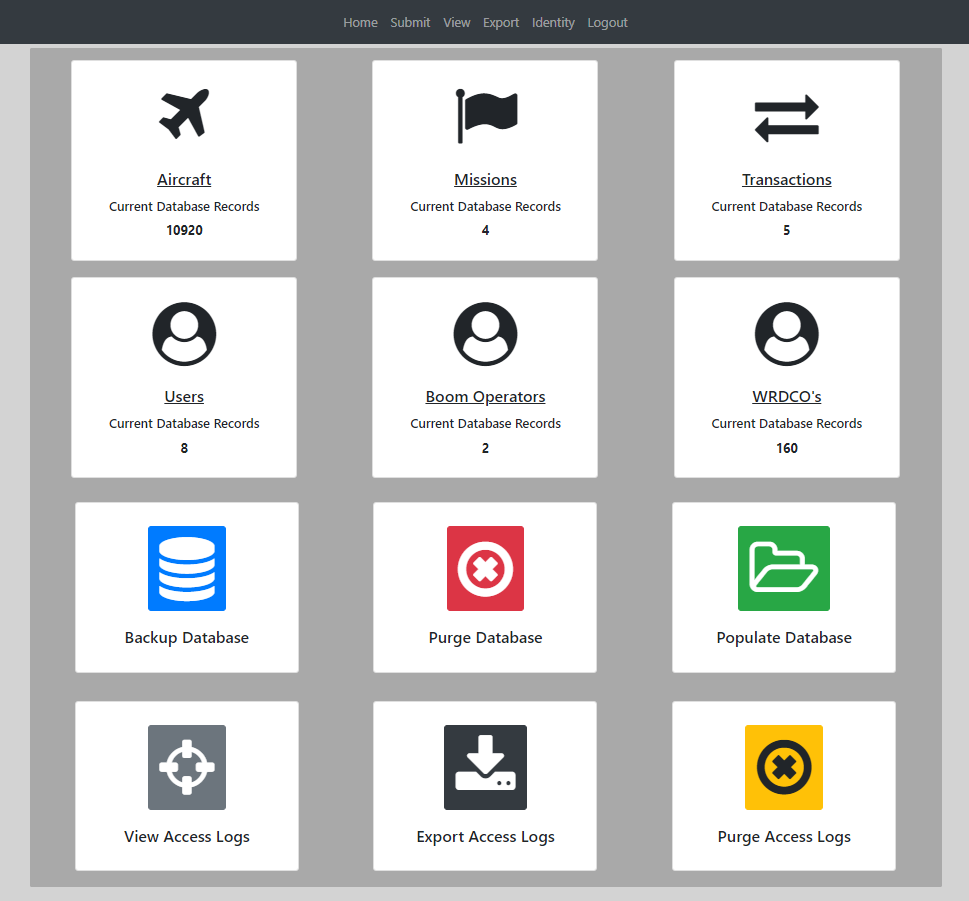 Home Submit View Export Identity Logout
Aircraft
Current Database Records
10920
Missions
Current Database Records
4
Transactions
Current Database Records
5
Users
Current Database Records
8
Boom Operators
Current Database Records
2
WRDCO's
Current Database Records
160
Backup Database
Purge Database
Populate Database
View Access Logs
Export Access Logs
Purge Access Logs